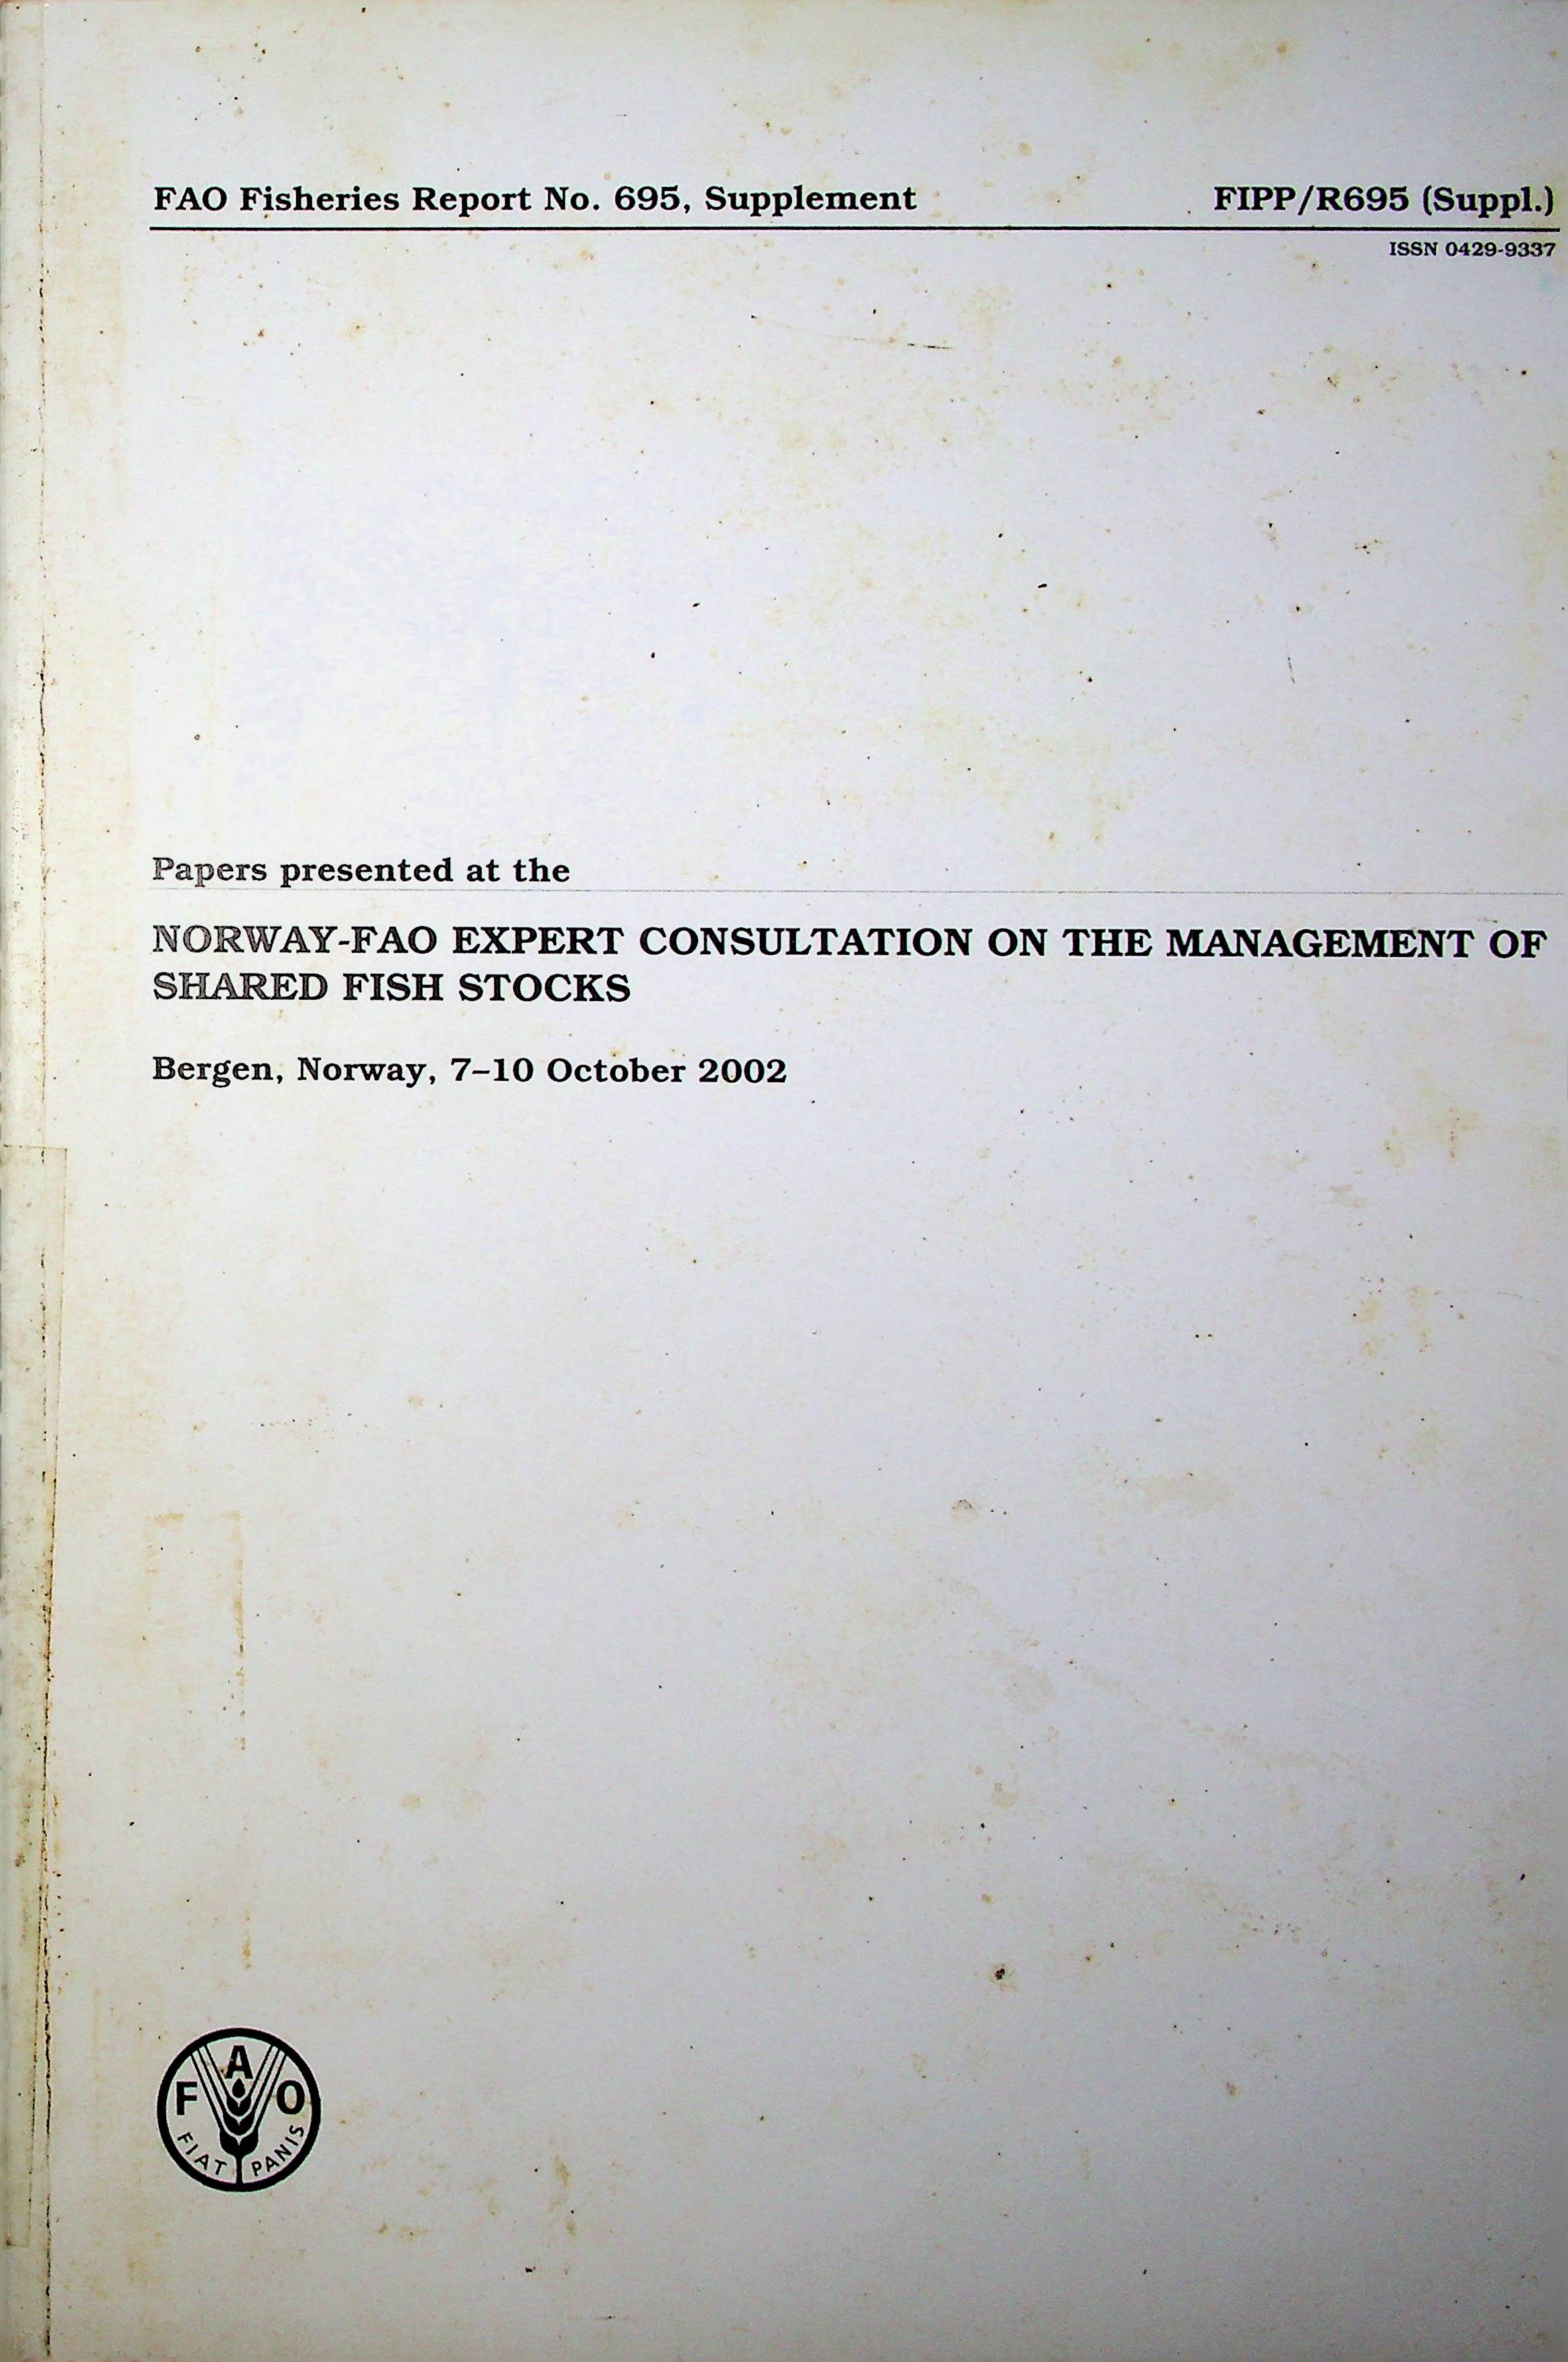 FAO Fisheries Report No. 695, Supplement FIPP/R695 (Suppl.)
ISSN 0429-9337
Papers presented at the
NORWAY-FAO EXPERT CONSULTATION ON THE MANAGEMENT OF
SHARED FISH STOCKS
Bergen, Norway, 7–10 October 2002
F A O
FIAT PANIS